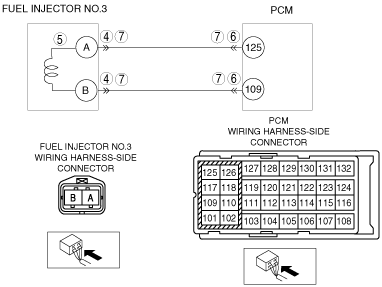 FUEL INJECTOR NO.3 PCM
5 4 7 7 6
A 125
4 7 7 6
B 109
FUEL INJECTOR NO.3
WIRING HARNESS-SIDE
CONNECTOR
B A
PCM
WIRING HARNESS-SIDE
CONNECTOR
125 126 127 128 129 130 131 132
117 118 119 120 121 122 123 124
109 110 111 112 113 114 115 116
101 102 103 104 105 106 107 108